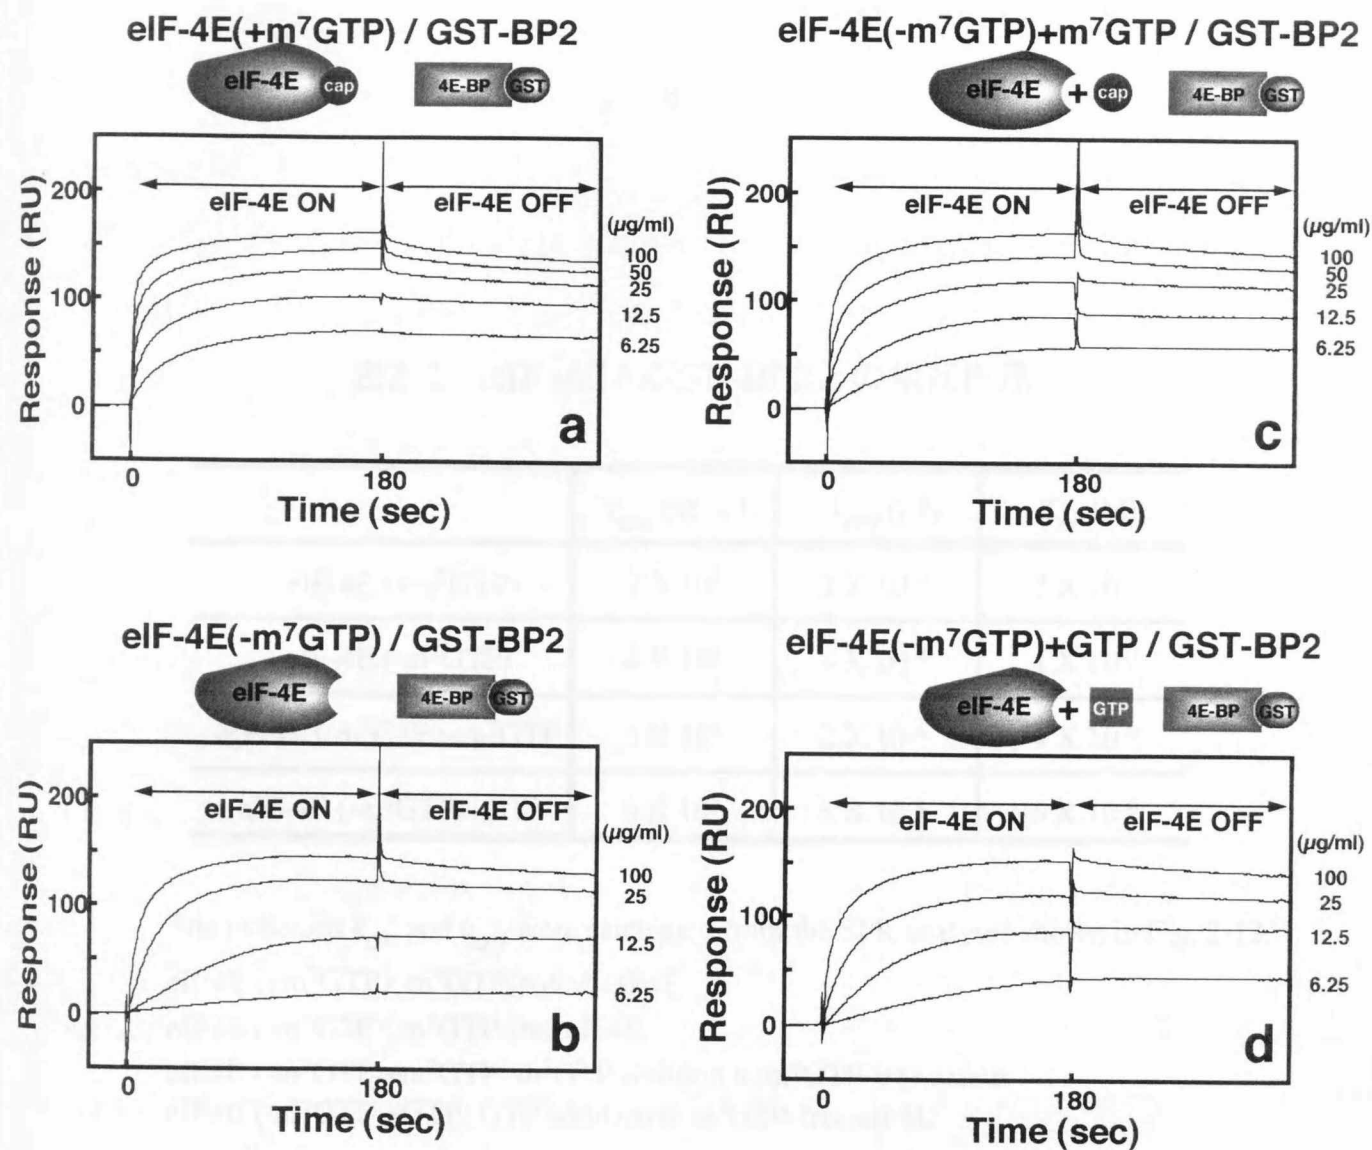 eIF-4E(+m⁷GTP) / GST-BP2
eIF-4E cap 4E-BP GST
Response (RU)
200
100
0
eIF-4E ON eIF-4E OFF
(µg/ml)
100
50
25
12.5
6.25
a
0 180
Time (sec)
eIF-4E(-m⁷GTP)+m⁷GTP / GST-BP2
eIF-4E + cap 4E-BP GST
Response (RU)
200
100
0
eIF-4E ON eIF-4E OFF
(µg/ml)
100
50
25
12.5
6.25
c
0 180
Time (sec)
eIF-4E(-m⁷GTP) / GST-BP2
eIF-4E 4E-BP GST
Response (RU)
200
100
0
eIF-4E ON eIF-4E OFF
(µg/ml)
100
25
12.5
6.25
b
0 180
Time (sec)
eIF-4E(-m⁷GTP)+GTP / GST-BP2
eIF-4E + GTP 4E-BP GST
Response (RU)
200
100
0
eIF-4E ON eIF-4E OFF
(µg/ml)
100
25
12.5
6.25
d
0 180
Time (sec)